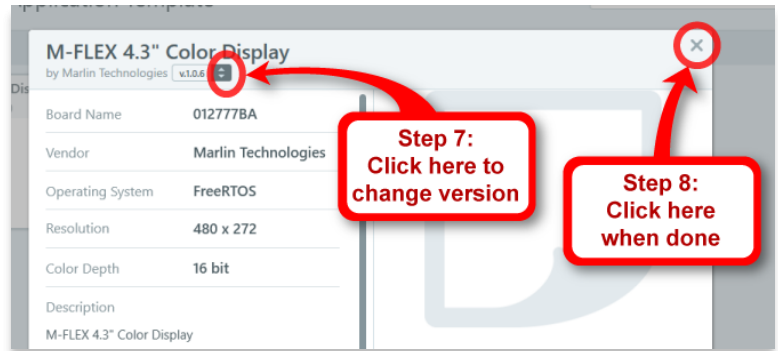 Application Template
M-FLEX 4.3" Color Display
by Marlin Technologies v.1.0.6
Dis
Board Name 012777BA
Vendor Marlin Technologies
Operating System FreeRTOS
Resolution 480 x 272
Color Depth 16 bit
Description
M-FLEX 4.3" Color Display
Step 7:
Click here to
change version
Step 8:
Click here
when done